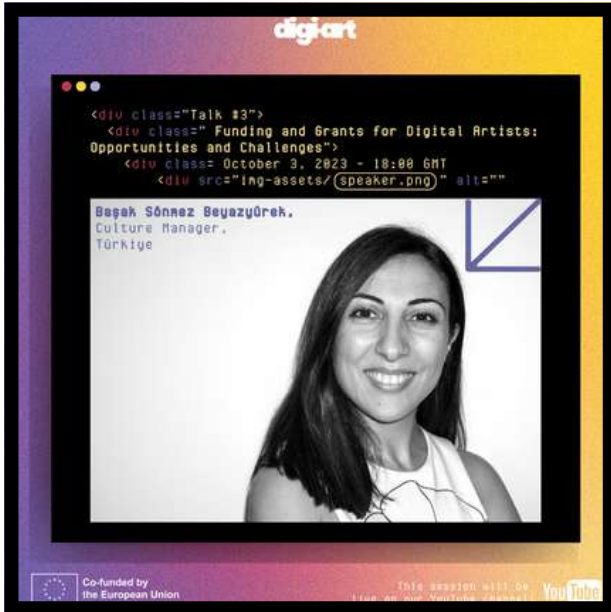 digi-art
<div class="Talk #3">
<div class=" Funding and Grants for Digital Artists:
Opportunities and Challenges">
<div class= October 3, 2023 - 18:00 GMT
<div src="img-assets/speaker.png" alt=""
Başak Sönmez Beyazyürek,
Culture Manager,
Türkiye
Co-funded by
the European Union
This session will be
live on our YouTube channel
YouTube